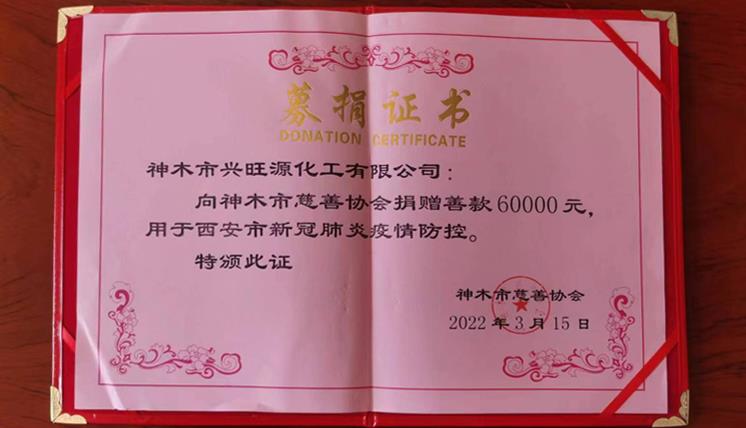 募捐证书
DONATION CERTIFICATE
神木市兴旺源化工有限公司：
向神木市慈善协会捐赠善款60000元，
用于西安市新冠肺炎疫情防控。
特颁此证
神木市慈善协会
2022年3月15日